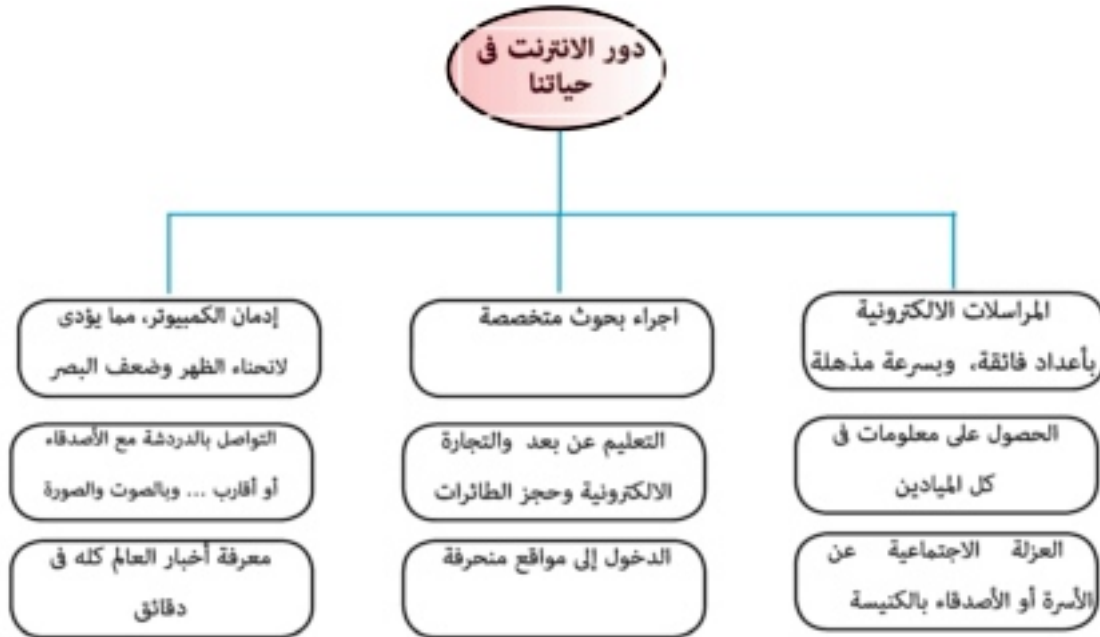 دور الانترنت فى
حياتنا
المراسلات الالكترونية
بأعداد فائقة، وبسرعة مذهلة
اجراء بحوث متخصصة
إدمان الكمبيوتر، مما يؤدى
لانحناء الظهر وضعف البصر
الحصول على معلومات فى
كل الميادين
التعليم عن بعد والتجارة
الالكترونية وحجز الطائرات
التواصل بالدردشة مع الأصدقاء
أو أقارب ... وبالصوت والصورة
العزلة الاجتماعية عن
الأسرة أو الأصدقاء بالكنيسة
الدخول إلى مواقع منحرفة
معرفة أخبار العالم كله فى
دقائق